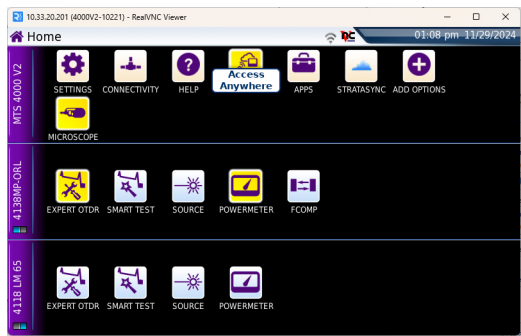 10.33.20.201 (4000V2-10221) - RealVNC Viewer
Home
01:08 pm 11/29/2024
MTS 4000 V2
SETTINGS
CONNECTIVITY
HELP
Access
Anywhere
APPS
STRATASYNC
ADD OPTIONS
MICROSCOPE
4138MP-ORL
EXPERT OTDR
SMART TEST
SOURCE
POWERMETER
FCOMP
4118 LM 65
EXPERT OTDR
SMART TEST
SOURCE
POWERMETER